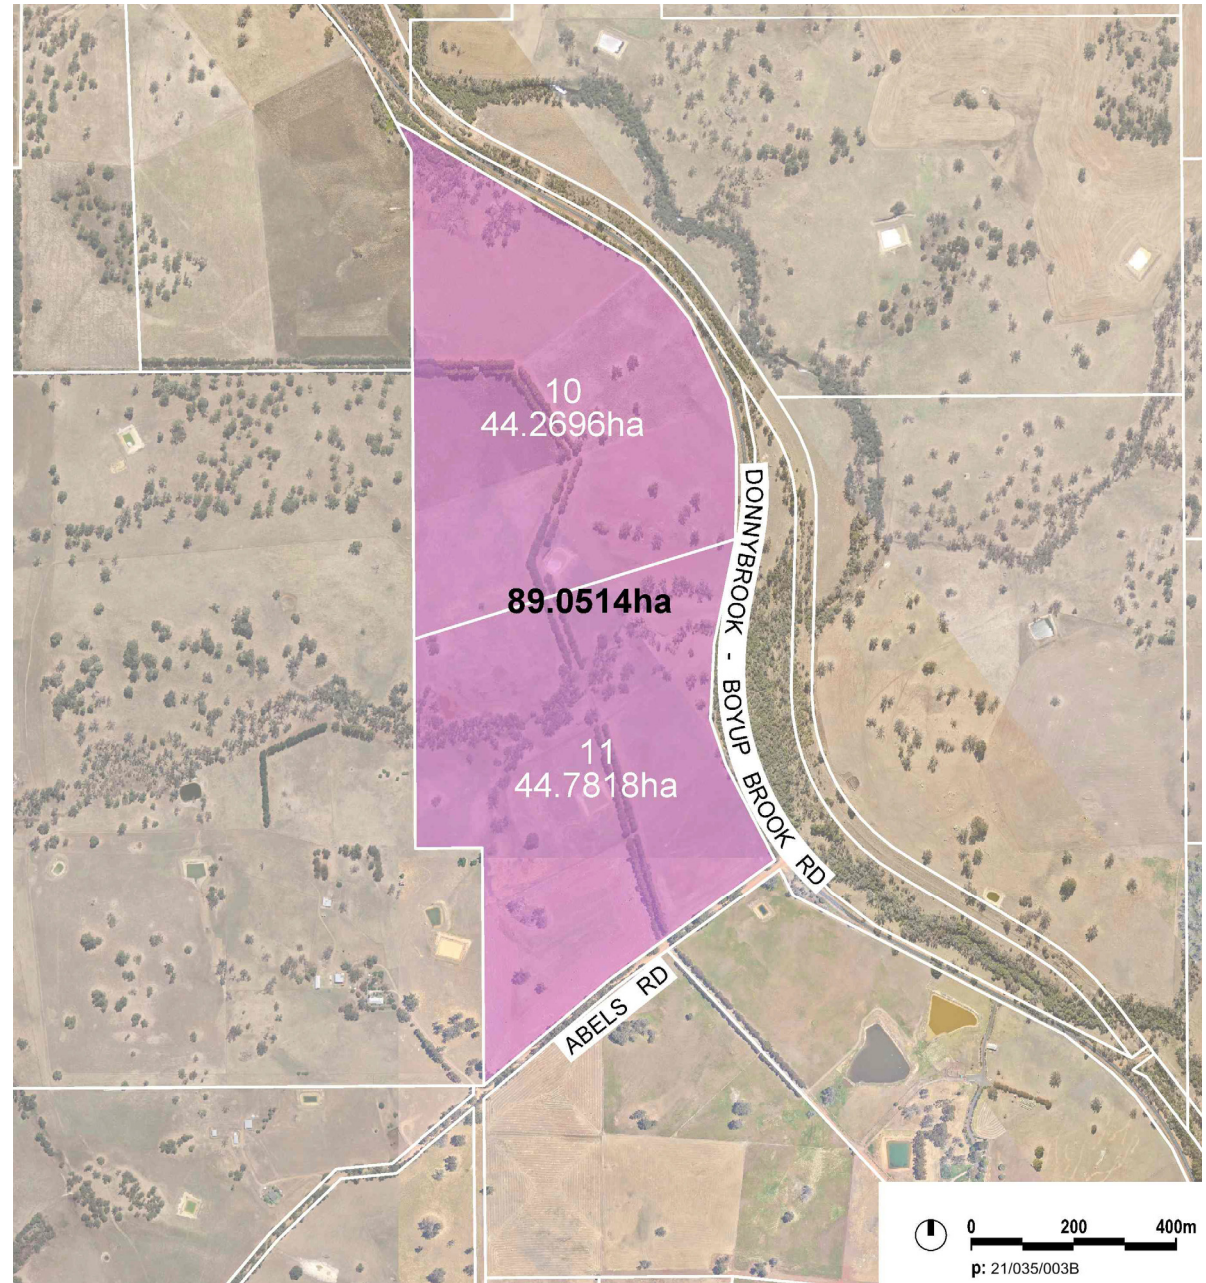 10
44.2696ha
DONNYBROOK - BOYUP BROOK RD
89.0514ha
11
44.7818ha
ABELS RD
0 200 400m
p: 21/035/003B